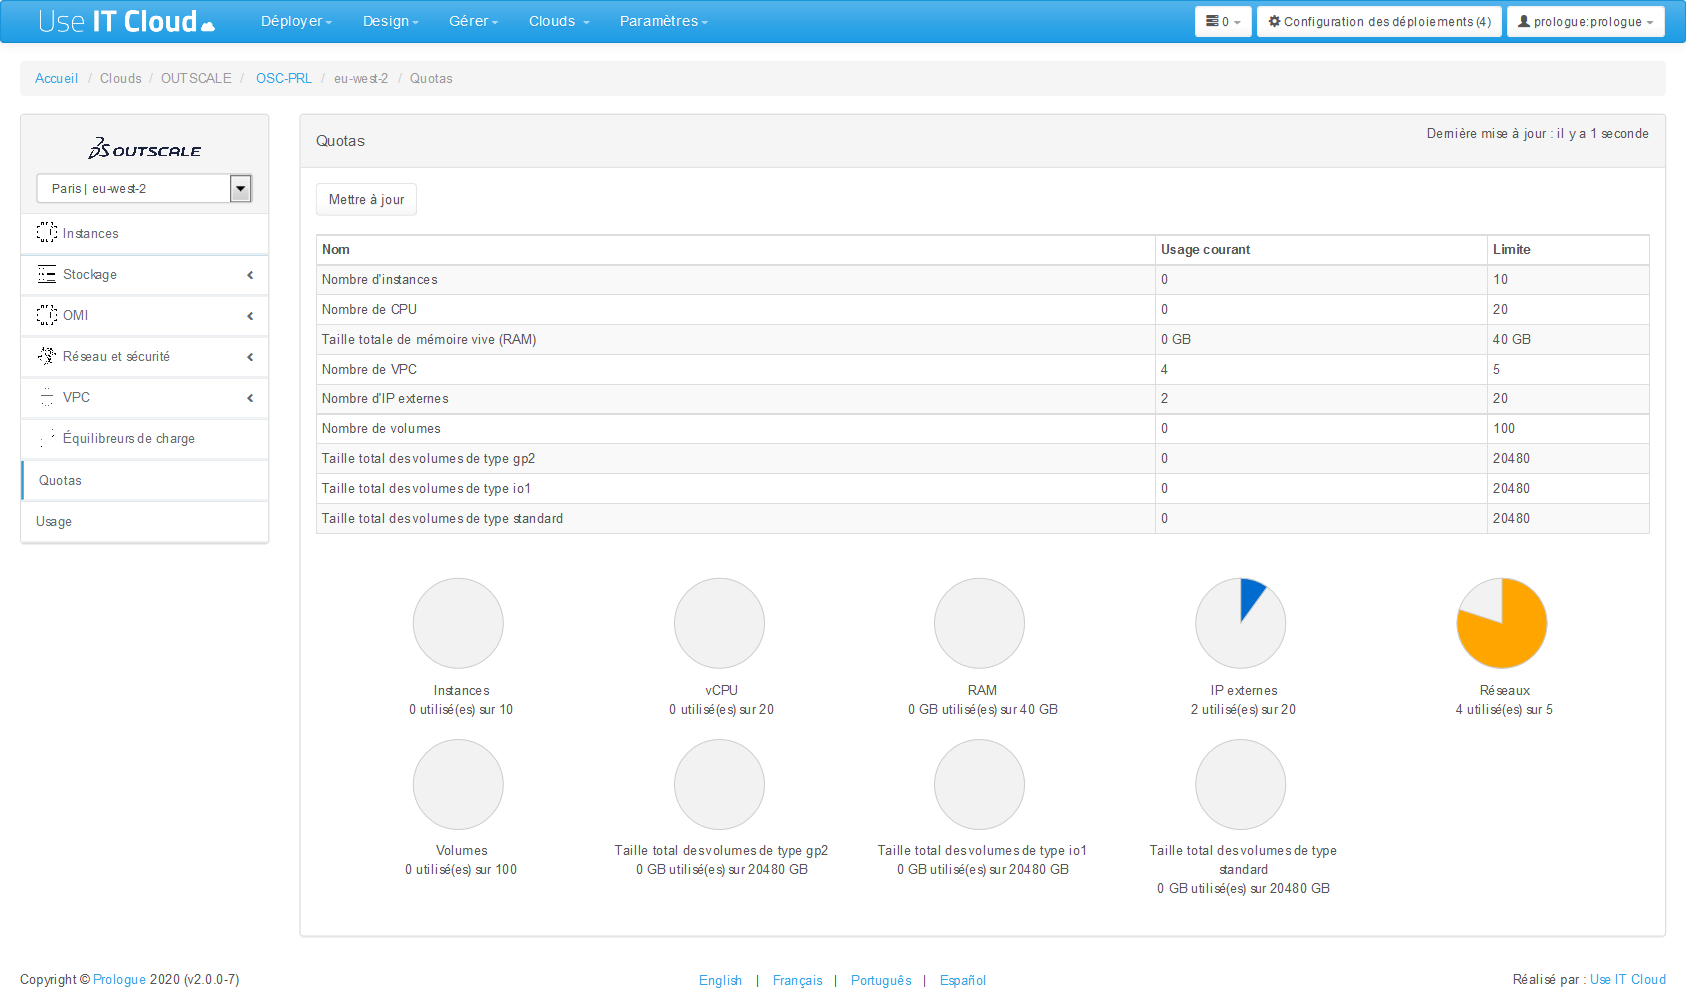 Use IT Cloud Déployer Design Gérer Clouds Paramètres 0 Configuration des déploiements (4) prologue:prologue
Accueil / Clouds / OUTSCALE / OSC-PRL / eu-west-2 / Quotas
OUTSCALE
Paris | eu-west-2
Instances
Stockage
OMI
Réseau et sécurité
VPC
Équilibreurs de charge
Quotas
Usage
Quotas
Dernière mise à jour : il y a 1 seconde
Mettre à jour
Nom Usage courant Limite
Nombre d'instances 0 10
Nombre de CPU 0 20
Taille totale de mémoire vive (RAM) 0 GB 40 GB
Nombre de VPC 4 5
Nombre d'IP externes 2 20
Nombre de volumes 0 100
Taille total des volumes de type gp2 0 20480
Taille total des volumes de type io1 0 20480
Taille total des volumes de type standard 0 20480
Instances
0 utilisé(es) sur 10
vCPU
0 utilisé(es) sur 20
RAM
0 GB utilisé(es) sur 40 GB
IP externes
2 utilisé(es) sur 20
Réseaux
4 utilisé(es) sur 5
Volumes
0 utilisé(es) sur 100
Taille total des volumes de type gp2
0 GB utilisé(es) sur 20480 GB
Taille total des volumes de type io1
0 GB utilisé(es) sur 20480 GB
Taille total des volumes de type
standard
0 GB utilisé(es) sur 20480 GB
Copyright © Prologue 2020 (v2.0.0-7)
English | Français | Português | Español
Réalisé par : Use IT Cloud